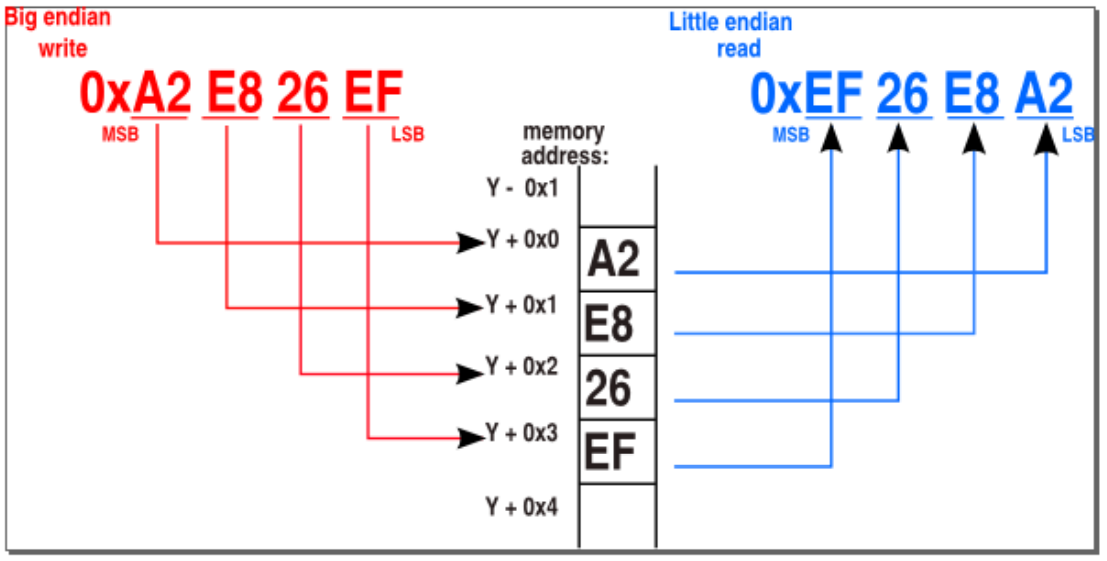 Big endian
write
0xA2 E8 26 EF
MSB
LSB
Little endian
read
0xEF 26 E8 A2
MSB
LSB
memory
address:
Y - 0x1
Y + 0x0
A2
Y + 0x1
E8
Y + 0x2
26
Y + 0x3
EF
Y + 0x4